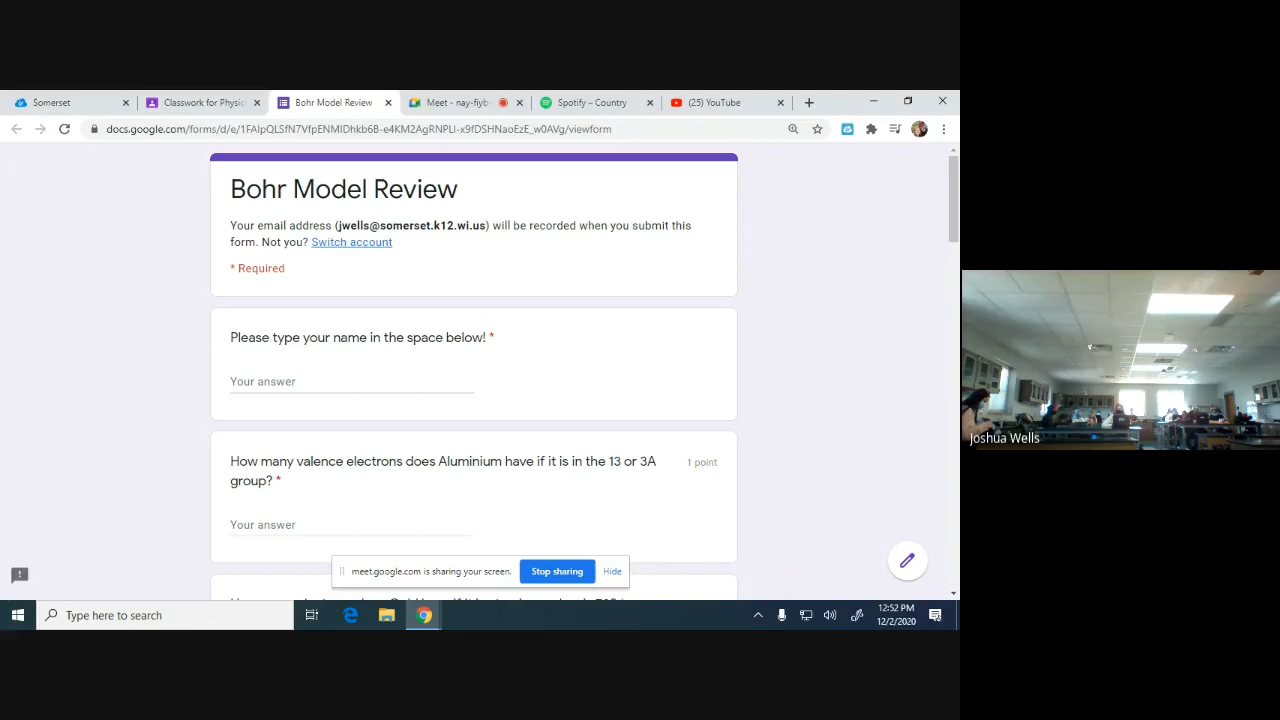 Somerset
Classwork for Physic
Bohr Model Review
Meet - nay-fiyb-
Spotify – Country
(25) YouTube
docs.google.com/forms/d/e/1FAIpQLSfN7VfpENMIDhkb6B-e4KM2AgRNPLI-x9fDSHNaoEzE_w0AVg/viewform
Bohr Model Review
Your email address (jwells@somerset.k12.wi.us) will be recorded when you submit this
form. Not you? Switch account
* Required
Please type your name in the space below! *
Your answer
How many valence electrons does Aluminium have if it is in the 13 or 3A
group? *
1 point
Your answer
meet.google.com is sharing your screen.
Stop sharing
Hide
Type here to search
12:52 PM
12/2/2020
Joshua Wells